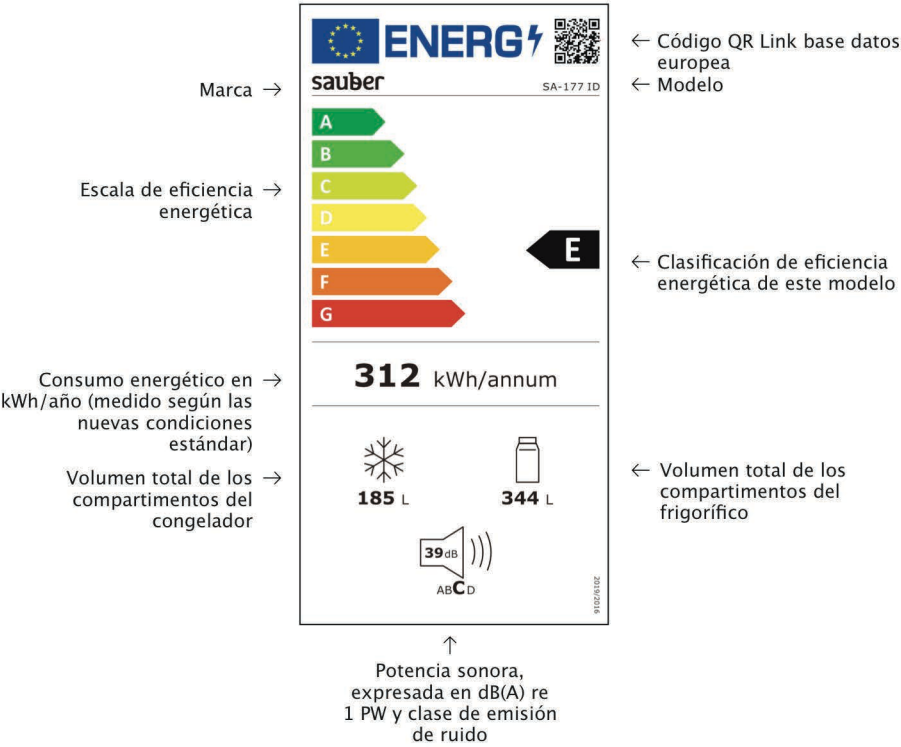 ENERG
← Código QR Link base datos
europea
sauber
SA-177 ID
Marca →
← Modelo
A
B
C
D
E
F
G
Escala de eficiencia →
energética
E
← Clasificación de eficiencia
energética de este modelo
312 kWh/annum
Consumo energético en →
kWh/año (medido según las
nuevas condiciones
estándar)
Volumen total de los →
compartimentos del
congelador
185 L
344 L
← Volumen total de los
compartimentos del
frigorífico
39dB
ABCD
2019/2016
↑
Potencia sonora,
expresada en dB(A) re
1 PW y clase de emisión
de ruido